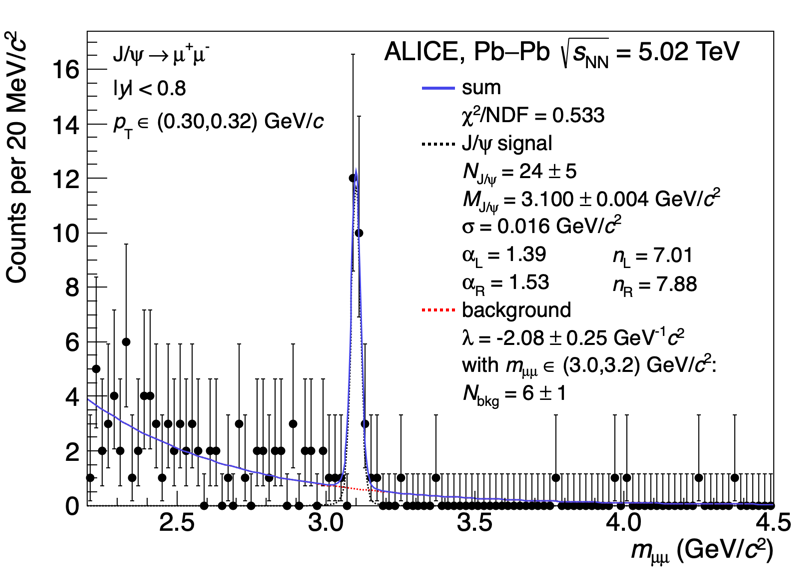 Counts per 20 MeV/c²
16
14
12
10
8
6
4
2
0
J/ψ → μ⁺μ⁻
|y| < 0.8
p_T ∈ (0.30,0.32) GeV/c
ALICE, Pb–Pb √s_NN = 5.02 TeV
sum
χ²/NDF = 0.533
J/ψ signal
N_J/ψ = 24 ± 5
M_J/ψ = 3.100 ± 0.004 GeV/c²
σ = 0.016 GeV/c²
α_L = 1.39 n_L = 7.01
α_R = 1.53 n_R = 7.88
background
λ = -2.08 ± 0.25 GeV⁻¹c²
with m_μμ ∈ (3.0,3.2) GeV/c²:
N_bkg = 6 ± 1
2.5 3.0 3.5 4.0 4.5
m_μμ (GeV/c²)